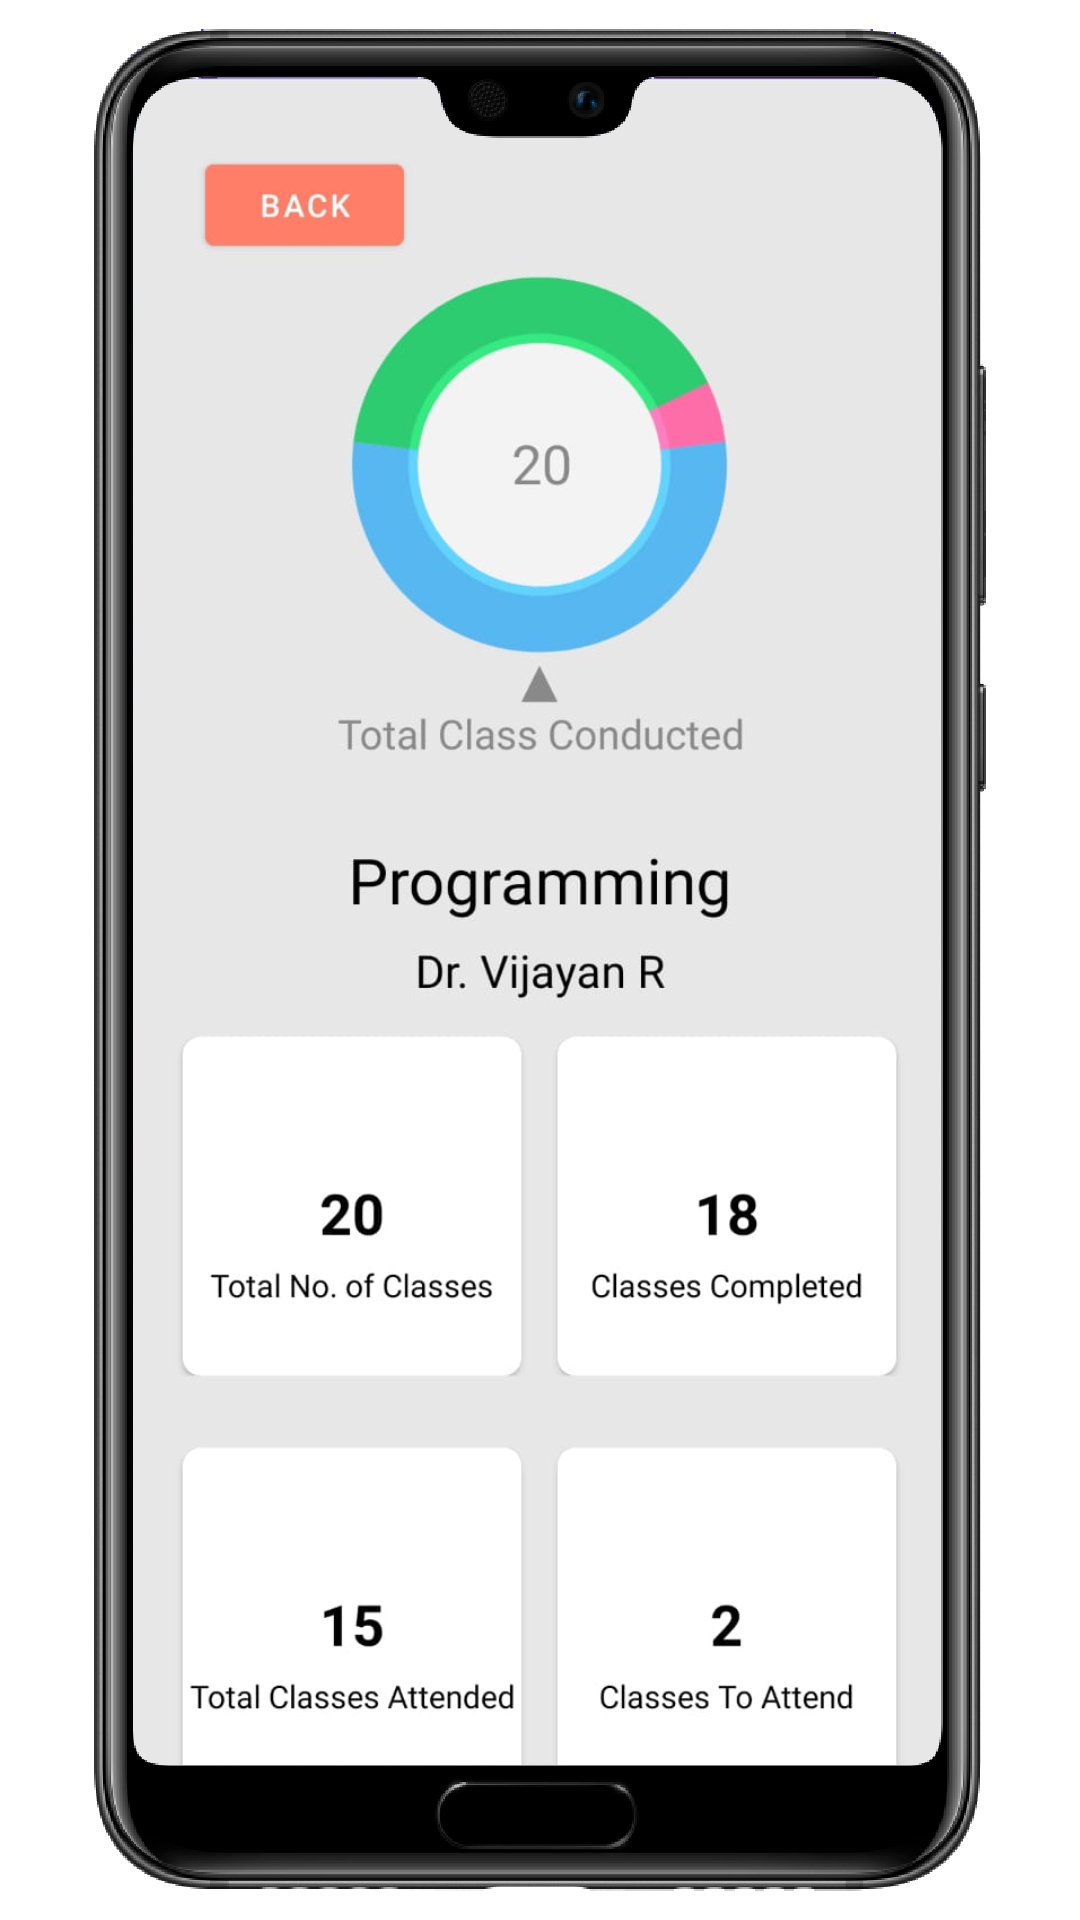 BACK
20
Total Class Conducted
Programming
Dr. Vijayan R
20
18
Total No. of Classes
Classes Completed
15
2
Total Classes Attended
Classes To Attend